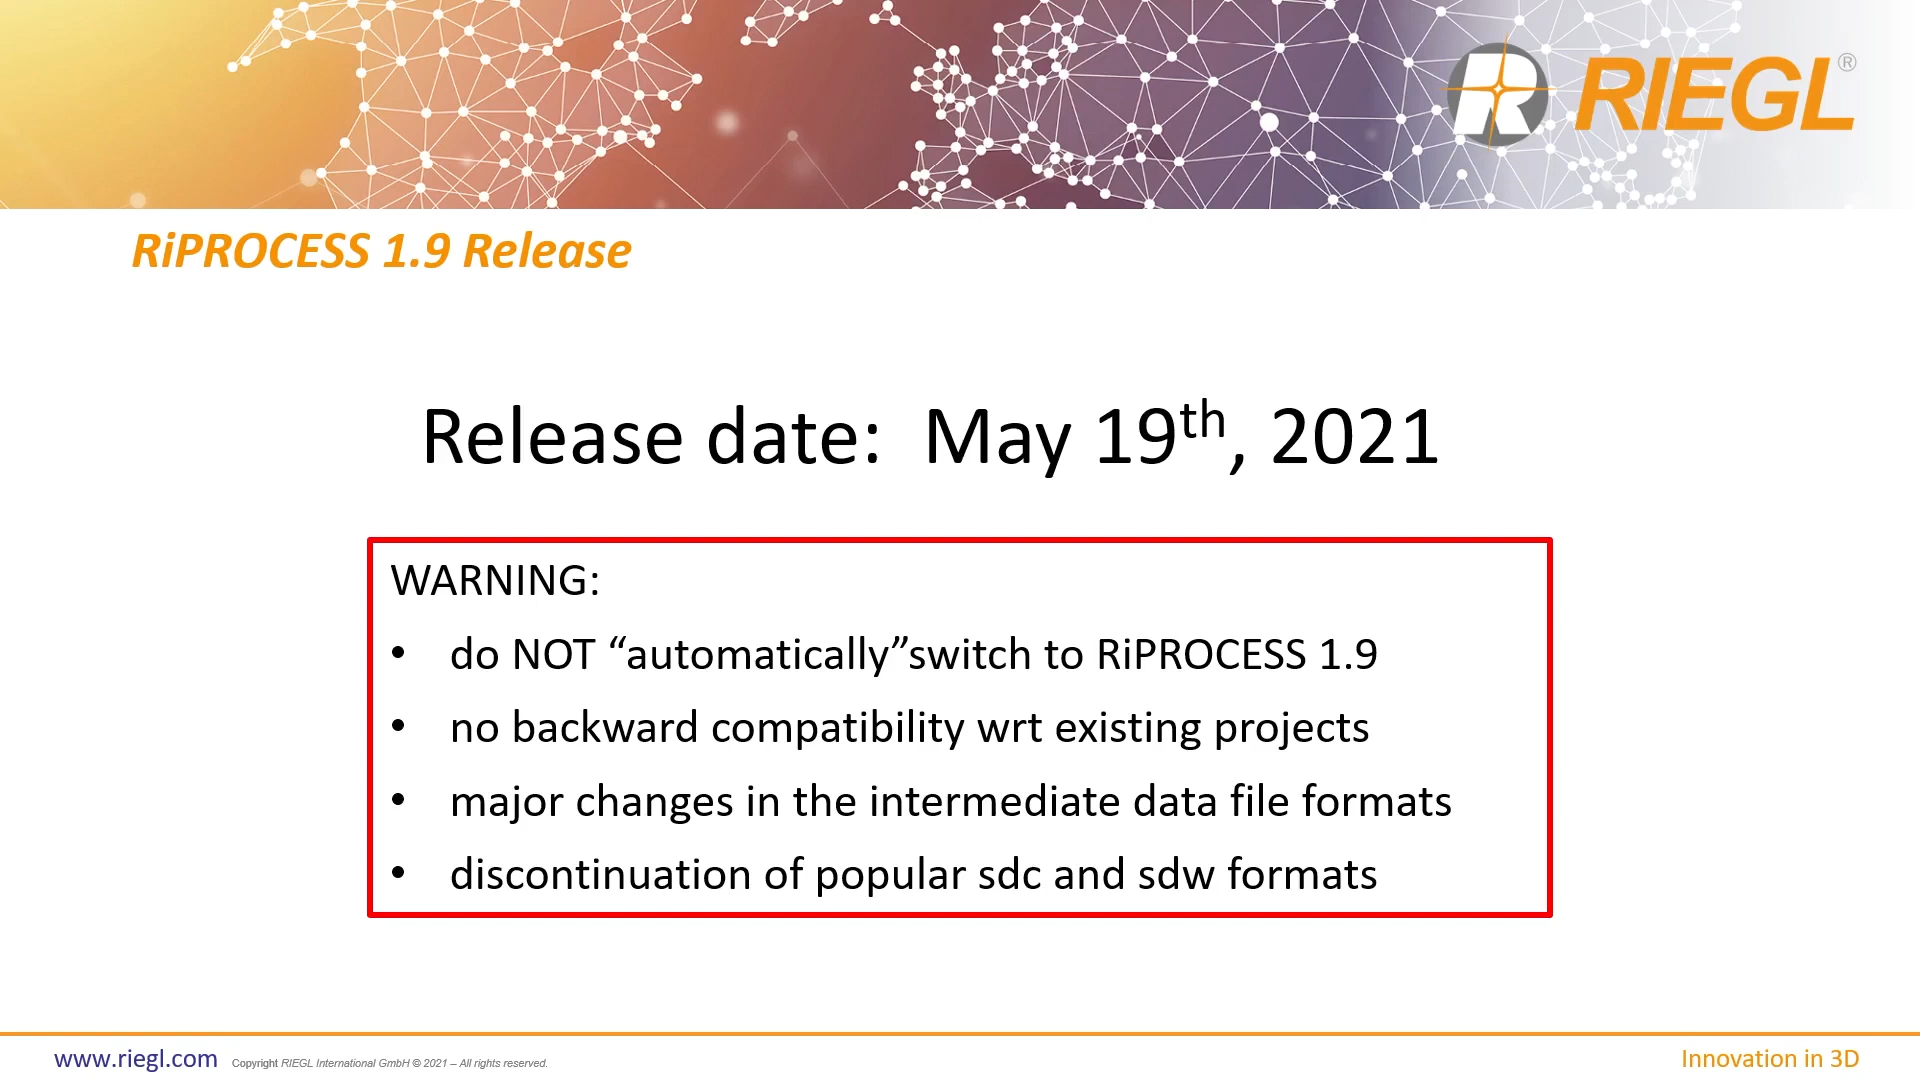 RIEGL®
RiPROCESS 1.9 Release
Release date:  May 19th, 2021
WARNING:
• do NOT “automatically”switch to RiPROCESS 1.9
• no backward compatibility wrt existing projects
• major changes in the intermediate data file formats
• discontinuation of popular sdc and sdw formats
www.riegl.com Copyright RIEGL International GmbH © 2021 – All rights reserved. Innovation in 3D